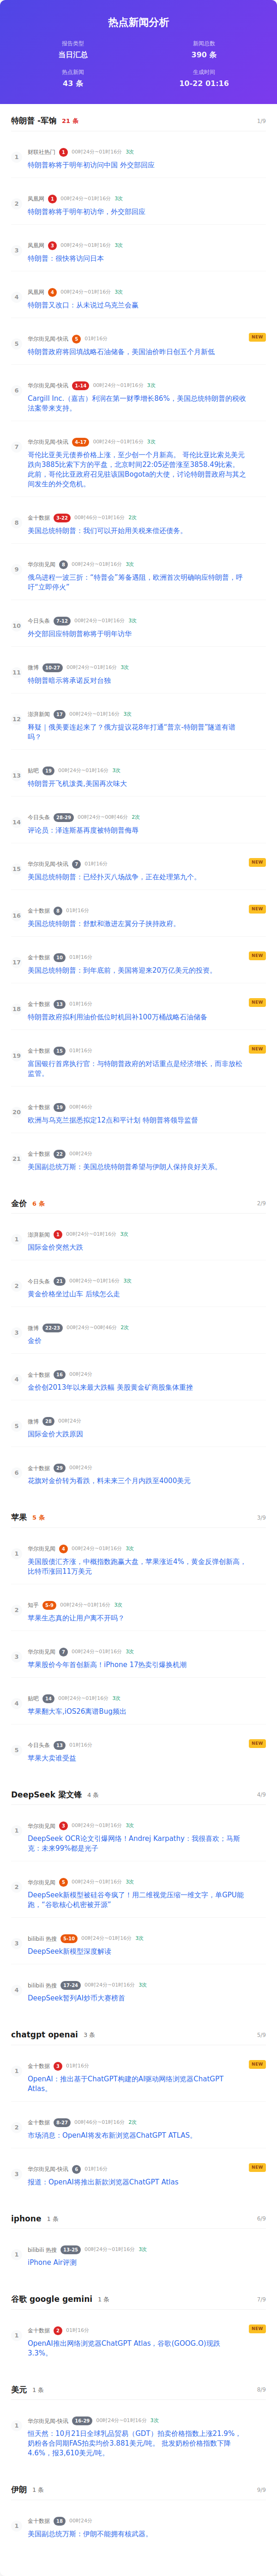 热点新闻分析
报告类型
当日汇总
新闻总数
390 条
热点新闻
43 条
生成时间
10-22 01:16
特朗普 -军饷 21 条 1/9
1
财联社热门 1 00时24分~01时16分 3次
特朗普称将于明年初访问中国 外交部回应
2
凤凰网 1 00时24分~01时16分 3次
特朗普称将于明年初访华，外交部回应
3
凤凰网 3 00时24分~01时16分 3次
特朗普：很快将访问日本
4
凤凰网 4 00时24分~01时16分 3次
特朗普又改口：从未说过乌克兰会赢
5
华尔街见闻-快讯 5 01时16分 NEW
特朗普政府将回填战略石油储备，美国油价昨日创五个月新低
6
华尔街见闻-快讯 1-14 00时24分~01时16分 3次
Cargill Inc.（嘉吉）利润在第一财季增长86%，美国总统特朗普的税收
法案带来支持。
7
华尔街见闻-快讯 4-17 00时24分~01时16分 3次
哥伦比亚美元债券价格上涨，至少创一个月新高。 哥伦比亚比索兑美元
跌向3885比索下方的平盘，北京时间22:05还曾涨至3858.49比索。
此前，哥伦比亚政府召见驻该国Bogota的大使，讨论特朗普政府与其之
间发生的外交危机。
8
金十数据 3-22 00时46分~01时16分 2次
美国总统特朗普：我们可以开始用关税来偿还债务。
9
华尔街见闻 8 00时24分~01时16分 3次
俄乌进程一波三折：“特普会”筹备遇阻，欧洲首次明确响应特朗普，呼
吁“立即停火”
10
今日头条 7-12 00时24分~01时16分 3次
外交部回应特朗普称将于明年访华
11
微博 10-27 00时24分~01时16分 3次
特朗普暗示将承诺反对台独
12
澎湃新闻 17 00时24分~01时16分 3次
释疑｜俄美要连起来了？俄方提议花8年打通“普京-特朗普”隧道有谱
吗？
13
贴吧 19 00时24分~01时16分 3次
特朗普开飞机泼粪,美国再次味大
14
今日头条 28-29 00时24分~00时46分 2次
评论员：泽连斯基再度被特朗普侮辱
15
华尔街见闻-快讯 7 01时16分 NEW
美国总统特朗普：已经扑灭八场战争，正在处理第九个。
16
金十数据 8 01时16分 NEW
美国总统特朗普：舒默和激进左翼分子挟持政府。
17
金十数据 10 01时16分 NEW
美国总统特朗普：到年底前，美国将迎来20万亿美元的投资。
18
金十数据 13 01时16分 NEW
特朗普政府拟利用油价低位时机回补100万桶战略石油储备
19
金十数据 15 01时16分 NEW
富国银行首席执行官：与特朗普政府的对话重点是经济增长，而非放松
监管。
20
金十数据 19 00时46分
欧洲与乌克兰据悉拟定12点和平计划 特朗普将领导监督
21
金十数据 22 00时24分
美国副总统万斯：美国总统特朗普希望与伊朗人保持良好关系。
金价 6 条 2/9
1
澎湃新闻 1 00时24分~01时16分 3次
国际金价突然大跌
2
今日头条 21 00时24分~01时16分 3次
黄金价格坐过山车 后续怎么走
3
微博 22-23 00时24分~00时46分 2次
金价
4
金十数据 16 00时24分
金价创2013年以来最大跌幅 美股黄金矿商股集体重挫
5
微博 28 00时24分
国际金价大跌原因
6
金十数据 29 00时24分
花旗对金价转为看跌，料未来三个月内跌至4000美元
苹果 5 条 3/9
1
华尔街见闻 4 00时24分~01时16分 3次
美国股债汇齐涨，中概指数跑赢大盘，苹果涨近4%，黄金反弹创新高，
比特币涨回11万美元
2
知乎 5-9 00时24分~01时16分 3次
苹果生态真的让用户离不开吗？
3
华尔街见闻 7 00时24分~01时16分 3次
苹果股价今年首创新高！iPhone 17热卖引爆换机潮
4
贴吧 14 00时24分~01时16分 3次
苹果翻大车,iOS26离谱Bug频出
5
今日头条 13 01时16分 NEW
苹果大卖谁受益
DeepSeek 梁文锋 4 条 4/9
1
华尔街见闻 3 00时24分~01时16分 3次
DeepSeek OCR论文引爆网络！Andrej Karpathy：我很喜欢；马斯
克：未来99%都是光子
2
华尔街见闻 5 00时24分~01时16分 3次
DeepSeek新模型被硅谷夸疯了！用二维视觉压缩一维文字，单GPU能
跑，“谷歌核心机密被开源”
3
bilibili 热搜 5-10 00时24分~01时16分 3次
DeepSeek新模型深度解读
4
bilibili 热搜 17-24 00时24分~01时16分 3次
DeepSeek暂列AI炒币大赛榜首
chatgpt openai 3 条 5/9
1
金十数据 3 01时16分 NEW
OpenAI：推出基于ChatGPT构建的AI驱动网络浏览器ChatGPT
Atlas。
2
金十数据 8-27 00时46分~01时16分 2次
市场消息：OpenAI将发布新浏览器ChatGPT ATLAS。
3
华尔街见闻-快讯 6 01时16分 NEW
报道：OpenAI将推出新款浏览器ChatGPT Atlas
iphone 1 条 6/9
1
bilibili 热搜 13-25 00时24分~01时16分 3次
iPhone Air评测
谷歌 google gemini 1 条 7/9
1
金十数据 2 01时16分 NEW
OpenAI推出网络浏览器ChatGPT Atlas，谷歌(GOOG.O)现跌
3.3%。
美元 1 条 8/9
1
华尔街见闻-快讯 16-29 00时24分~01时16分 3次
恒天然：10月21日全球乳品贸易（GDT）拍卖价格指数上涨21.9%，
奶粉各合同期FAS拍卖均价3.881美元/吨。 批发奶粉价格指数下降
4.6%，报3,610美元/吨。
伊朗 1 条 9/9
1
金十数据 18 00时24分
美国副总统万斯：伊朗不能拥有核武器。